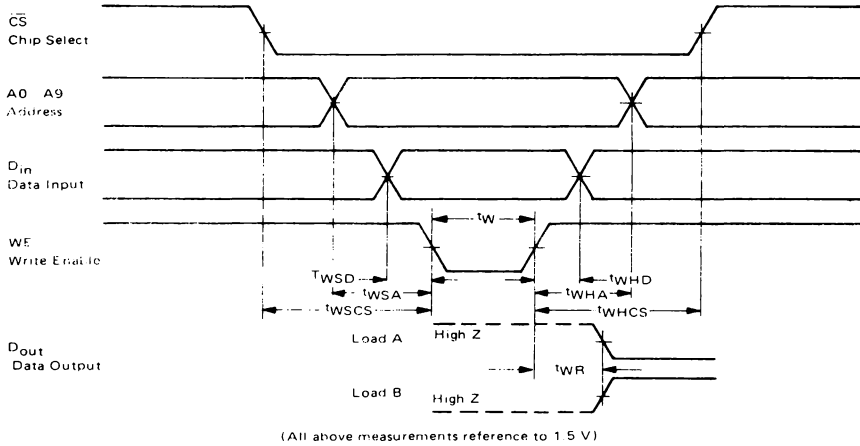 CS
Chip Select
A0 A9
Address
Din
Data Input
tW
WE
Write Enable
TWSD
tWHD
tWSA
tWHA
tWSCS
tWHCS
Load A
High Z
Dout
Data Output
tWR
Load B
High Z
(All above measurements reference to 1.5 V)